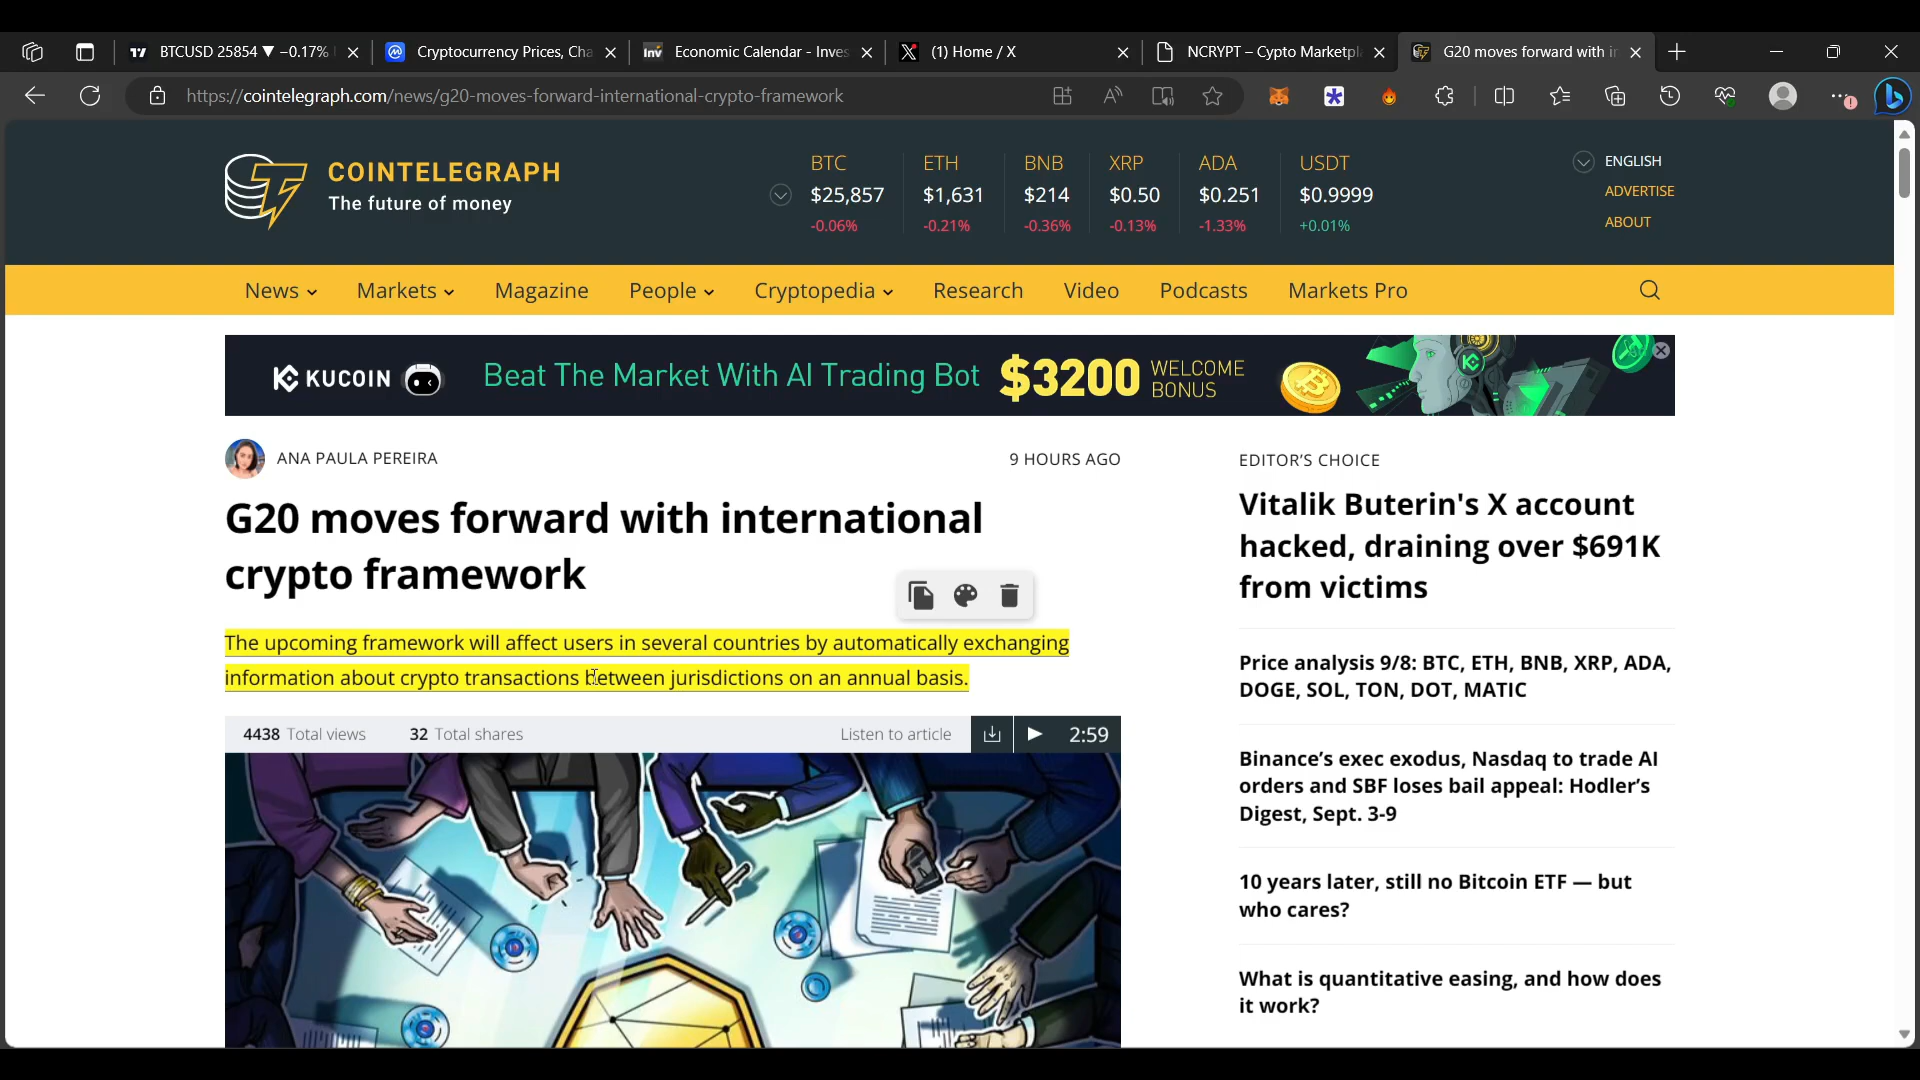 BTCUSD 25854 ▼ −0.17%
Cryptocurrency Prices, Cha
Economic Calendar - Inves
(1) Home / X
NCRYPT – Cypto Marketpl
G20 moves forward with in
https://cointelegraph.com/news/g20-moves-forward-international-crypto-framework
COINTELEGRAPH
The future of money
BTC ETH BNB XRP ADA USDT
$25,857 $1,631 $214 $0.50 $0.251 $0.9999
-0.06% -0.21% -0.36% -0.13% -1.33% +0.01%
ENGLISH
ADVERTISE
ABOUT
News Markets Magazine People Cryptopedia Research Video Podcasts Markets Pro
KUCOIN Beat The Market With AI Trading Bot $3200 WELCOME
BONUS
ANA PAULA PEREIRA 9 HOURS AGO
G20 moves forward with international
crypto framework
The upcoming framework will affect users in several countries by automatically exchanging
information about crypto transactions between jurisdictions on an annual basis.
4438 Total views 32 Total shares Listen to article 2:59
EDITOR'S CHOICE
Vitalik Buterin's X account
hacked, draining over $691K
from victims
Price analysis 9/8: BTC, ETH, BNB, XRP, ADA,
DOGE, SOL, TON, DOT, MATIC
Binance’s exec exodus, Nasdaq to trade AI
orders and SBF loses bail appeal: Hodler’s
Digest, Sept. 3-9
10 years later, still no Bitcoin ETF — but
who cares?
What is quantitative easing, and how does
it work?